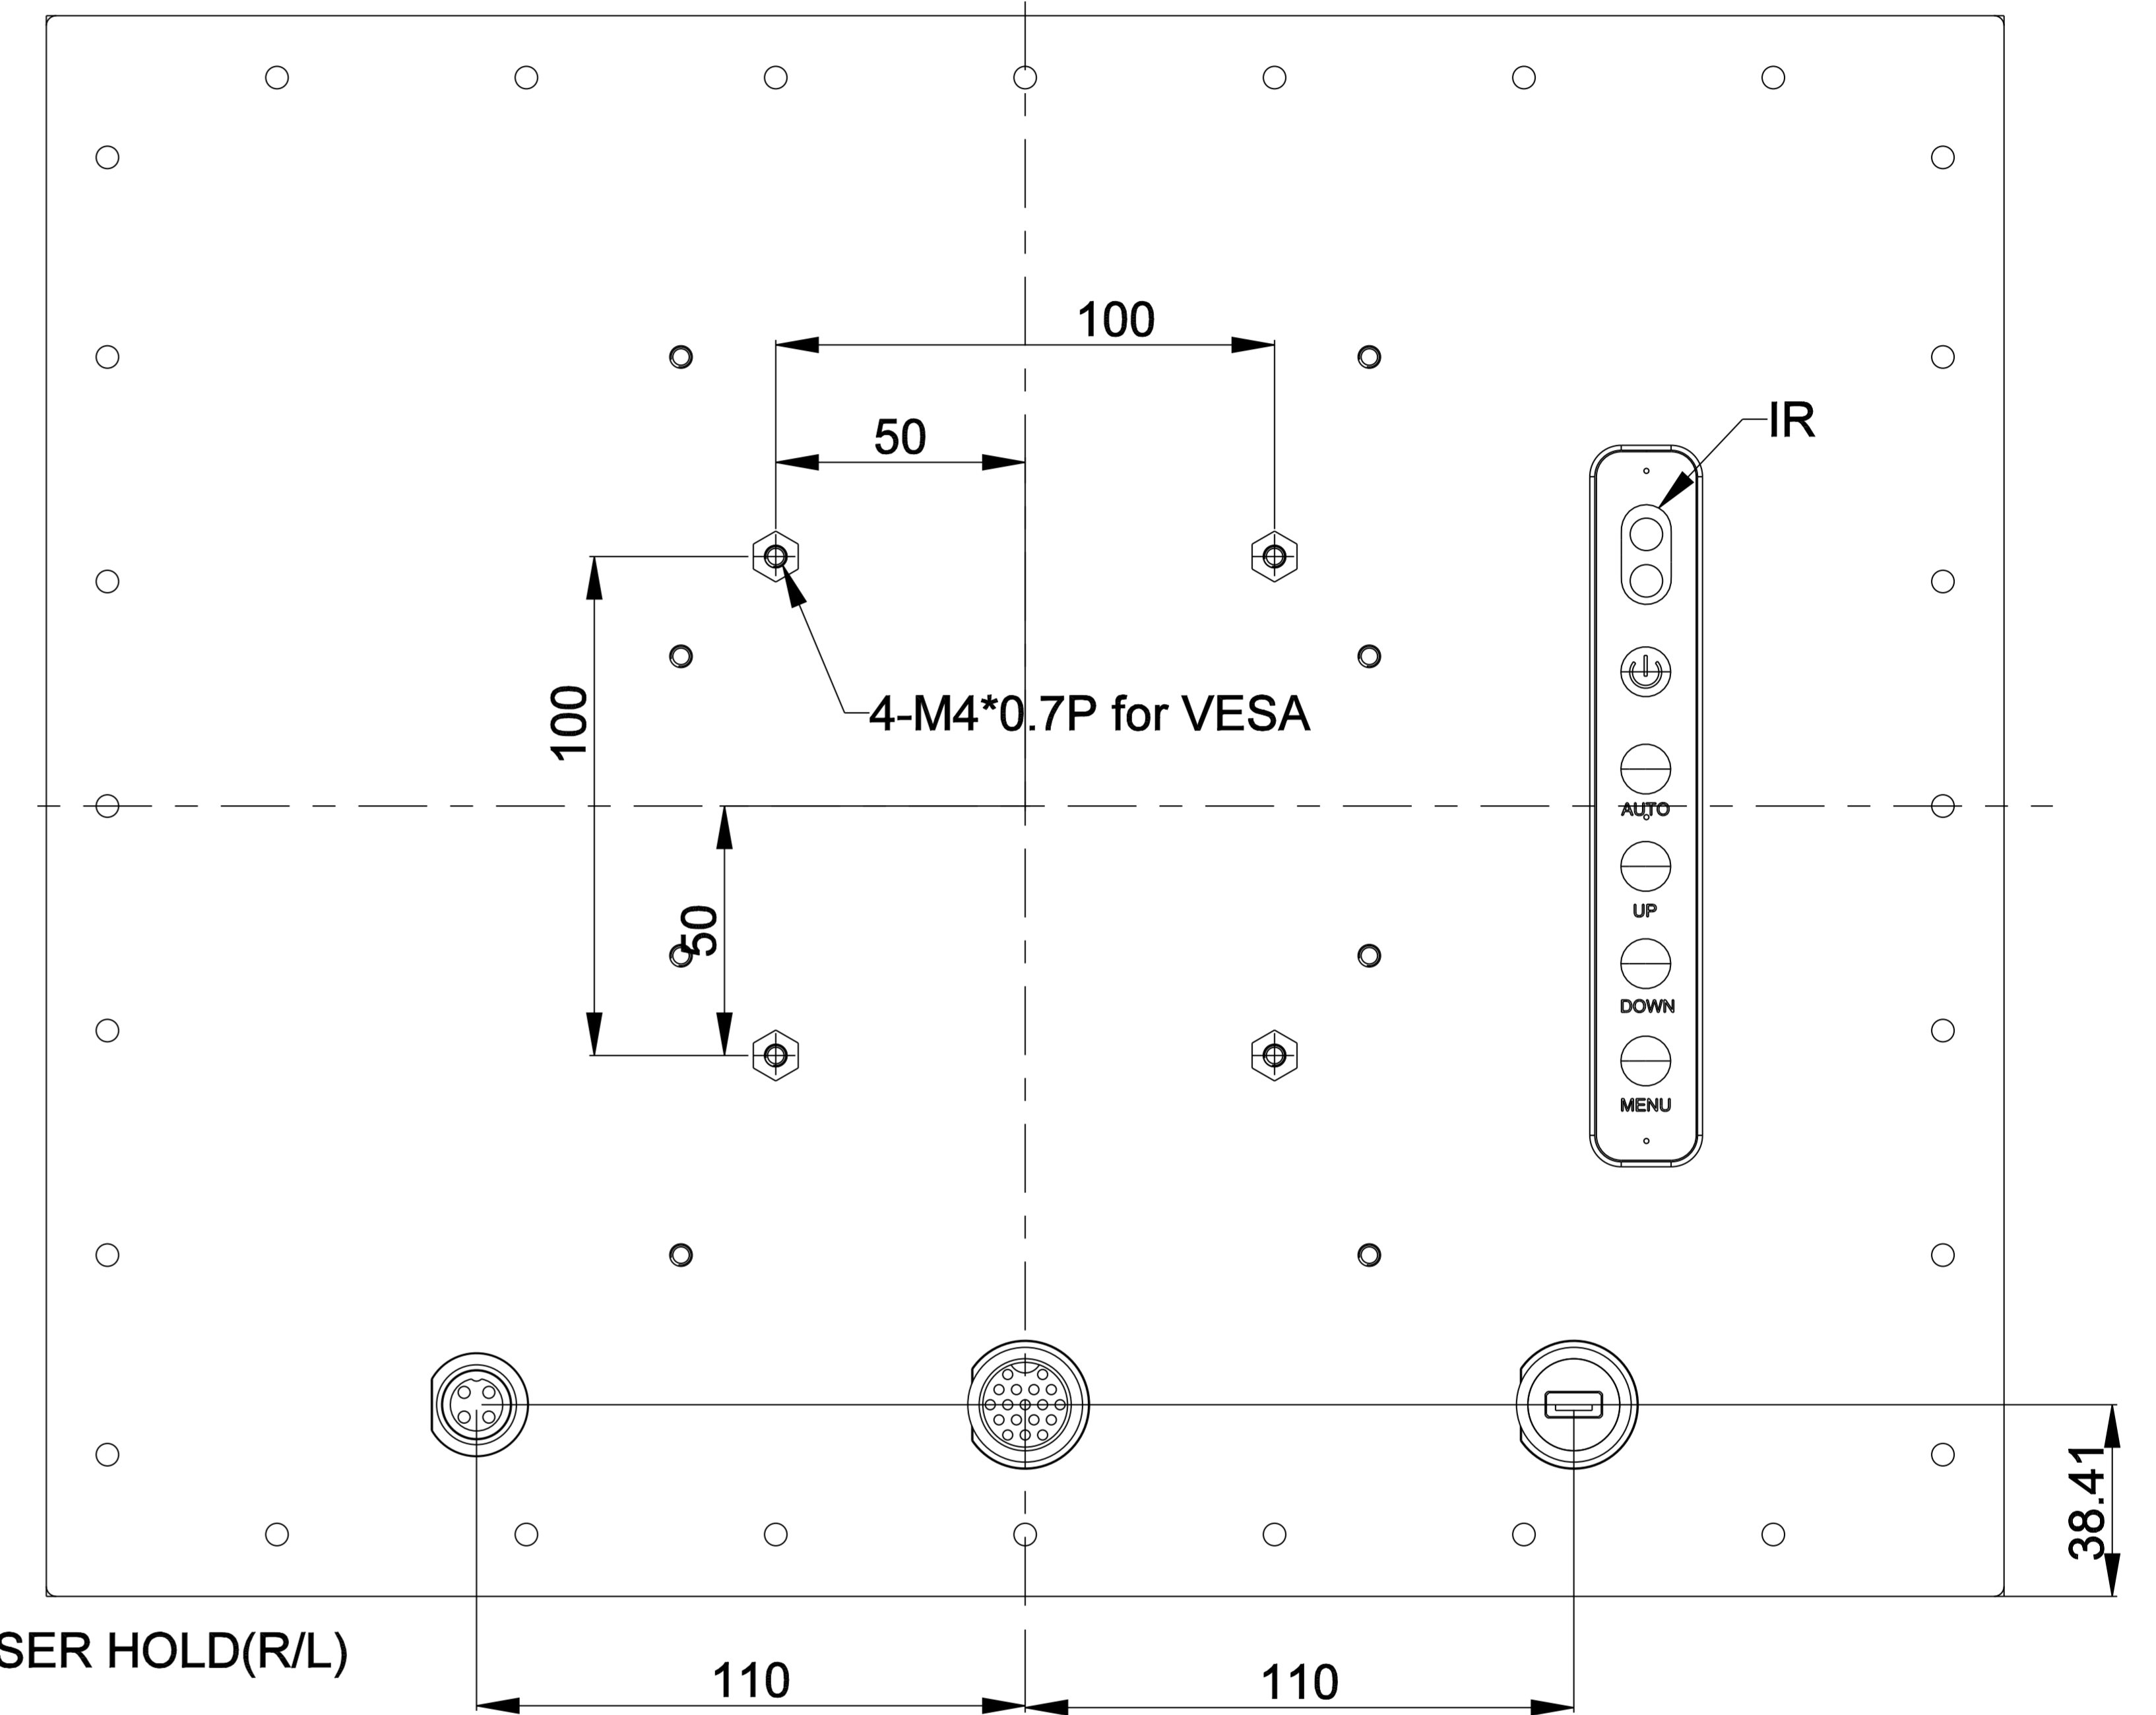 100
50
IR
100
4-M4*0.7P for VESA
AUTO
50
UP
DOWN
MENU
38.41
SER HOLD(R/L)
110
110